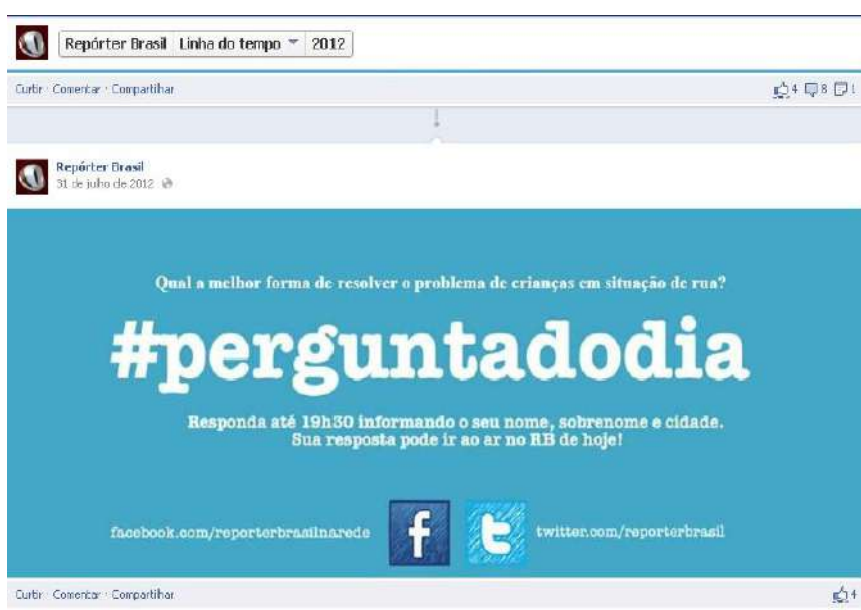 Repórter Brasil Linha do tempo 2012
Curtir · Comentar · Compartilhar 4 8 1
Repórter Brasil
31 de julho de 2012
Qual a melhor forma de resolver o problema de crianças em situação de rua?
#perguntadodia
Responda até 19h30 informando o seu nome, sobrenome e cidade.
Sua resposta pode ir ao ar no RB de hoje!
facebook.com/reporterbrasilnarede f t twitter.com/reporterbrasil
Curtir · Comentar · Compartilhar 4